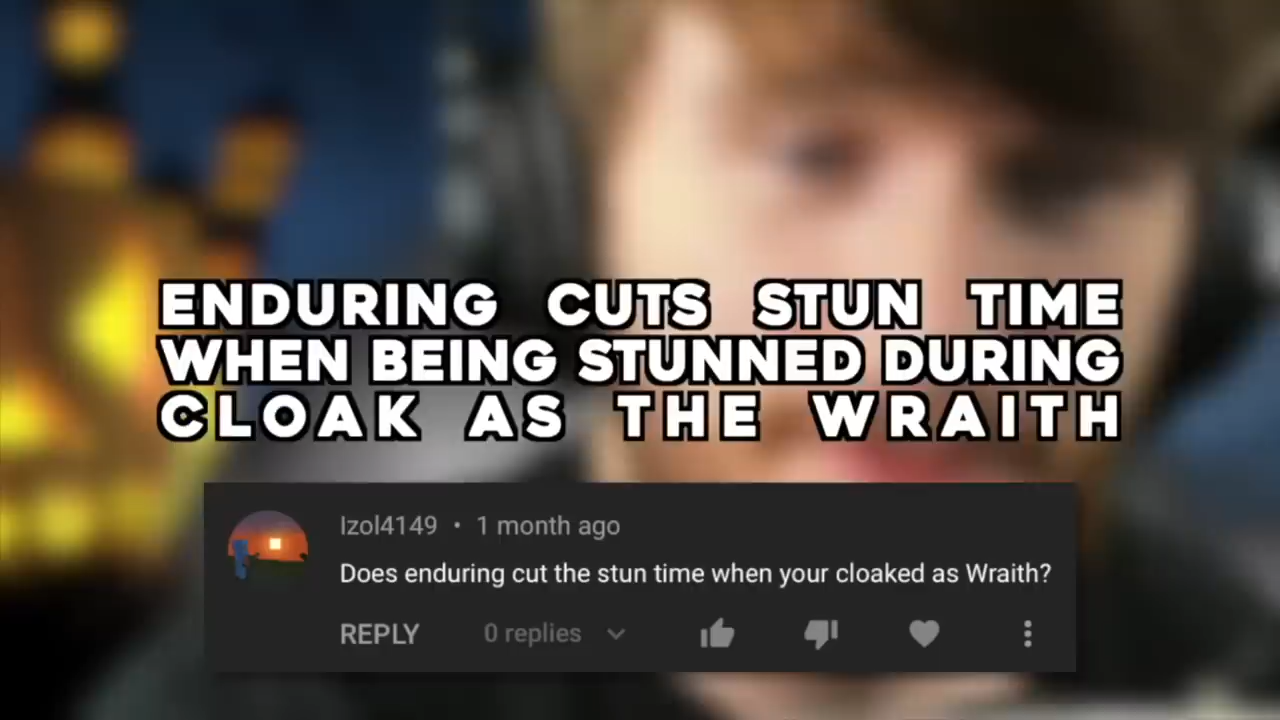 ENDURING CUTS STUN TIME
WHEN BEING STUNNED DURING
CLOAK AS THE WRAITH
Izol4149 • 1 month ago
Does enduring cut the stun time when your cloaked as Wraith?
REPLY 0 replies